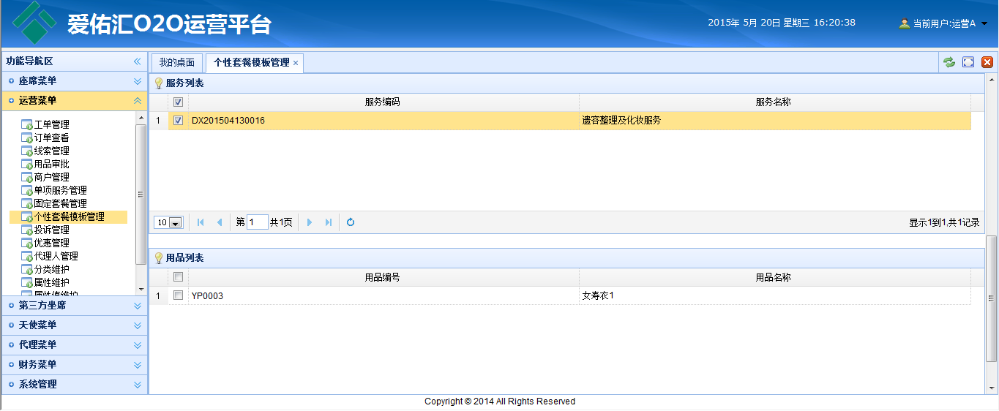 爱佑汇O2O运营平台
2015年 5月 20日 星期三 16:20:38
当前用户:运营A
功能导航区
座席菜单
运营菜单
工单管理
订单查看
线索管理
用品审批
商户管理
单项服务管理
固定套餐管理
个性套餐模板管理
投诉管理
优惠管理
代理人管理
分类维护
属性维护
属性值维护
第三方坐席
天使菜单
代理菜单
财务菜单
系统管理
我的桌面 个性套餐模板管理
服务列表
服务编码 服务名称
1 DX201504130016 遗容整理及化妆服务
10 第 1 共1页 显示1到1,共1记录
用品列表
用品编号 用品名称
1 YP0003 女寿衣1
Copyright © 2014 All Rights Reserved